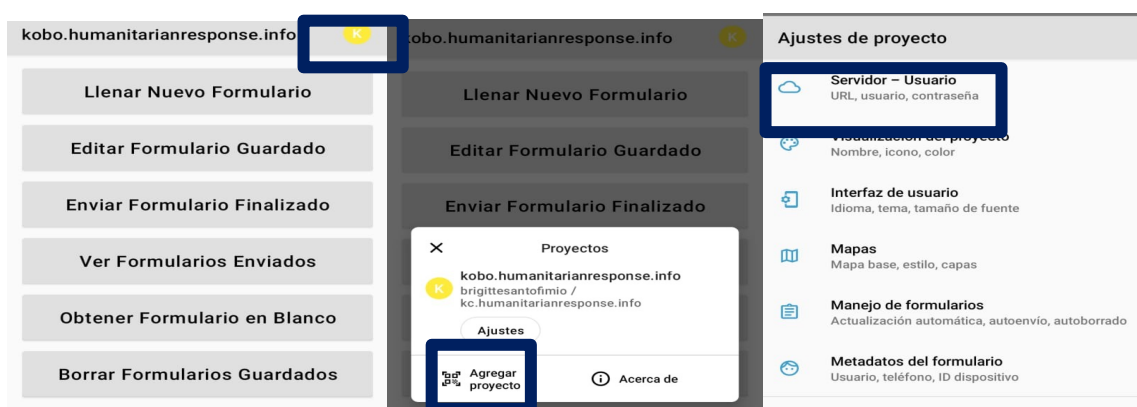 kobo.humanitarianresponse.info
K
Llenar Nuevo Formulario
Editar Formulario Guardado
Enviar Formulario Finalizado
Ver Formularios Enviados
Obtener Formulario en Blanco
Borrar Formularios Guardados
kobo.humanitarianresponse.info
K
Llenar Nuevo Formulario
Editar Formulario Guardado
Enviar Formulario Finalizado
Proyectos
K
kobo.humanitarianresponse.info
brigittesantofimio /
kc.humanitarianresponse.info
Ajustes
Agregar
proyecto
Acerca de
Ajustes de proyecto
Servidor – Usuario
URL, usuario, contraseña
Visualización del proyecto
Nombre, icono, color
Interfaz de usuario
Idioma, tema, tamaño de fuente
Mapas
Mapa base, estilo, capas
Manejo de formularios
Actualización automática, autoenvío, autoborrado
Metadatos del formulario
Usuario, teléfono, ID dispositivo